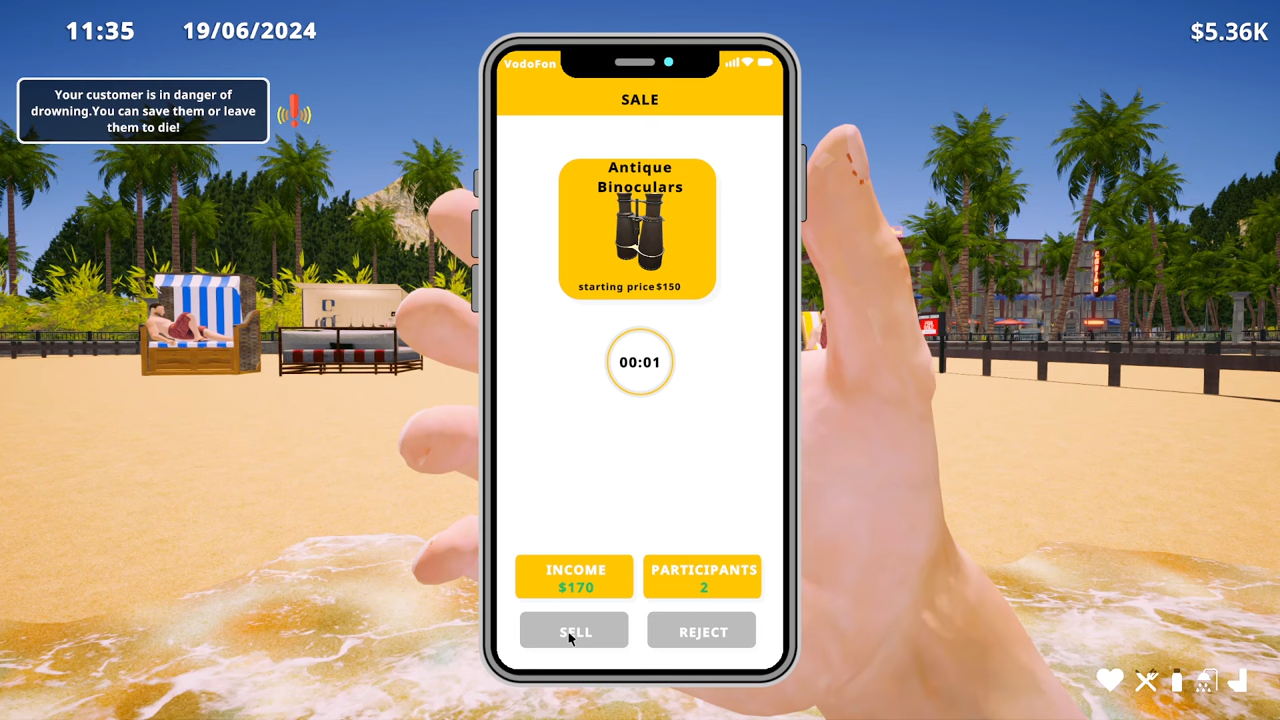 11:35
19/06/2024
$5.36K
Your customer is in danger of
drowning.You can save them or leave
them to die!
VodoFon
SALE
Antique
Binoculars
starting price $150
00:01
INCOME
$170
PARTICIPANTS
2
SELL
REJECT